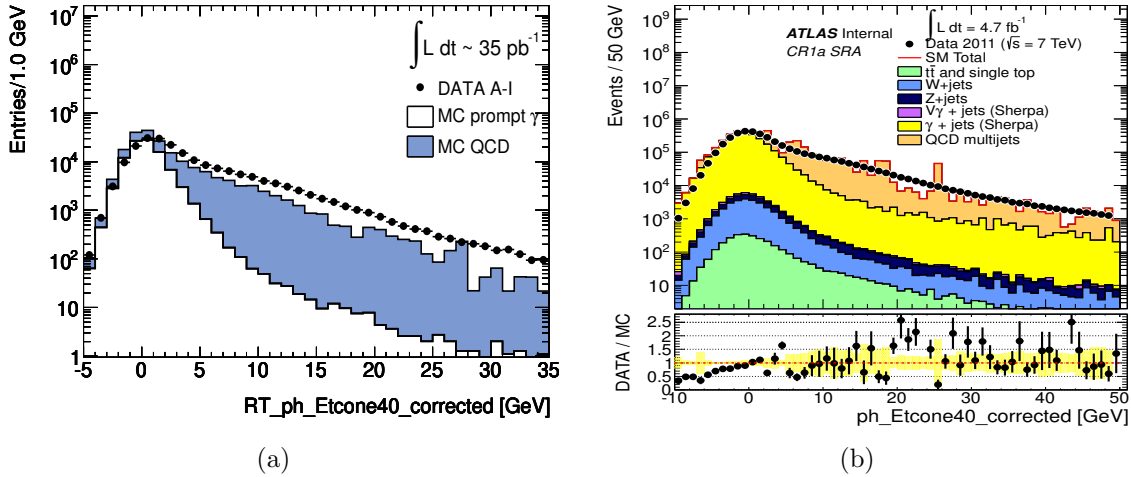 Entries/1.0 GeV
10⁷
10⁶
10⁵
10⁴
10³
10²
10
1
∫ L dt ~ 35 pb⁻¹
DATA A-I
MC prompt γ
MC QCD
-5 0 5 10 15 20 25 30 35
RT_ph_Etcone40_corrected [GeV]
(a)
Events / 50 GeV
10⁹
10⁸
10⁷
10⁶
10⁵
10⁴
10³
10²
10
ATLAS Internal
CR1a SRA
∫ L dt = 4.7 fb⁻¹
Data 2011 (√s = 7 TeV)
SM Total
tt̄ and single top
W+jets
Z+jets
Vγ + jets (Sherpa)
γ + jets (Sherpa)
QCD multijets
DATA / MC
2.5
2
1.5
1
0.5
0
-10 0 10 20 30 40 50
ph_Etcone40_corrected [GeV]
(b)